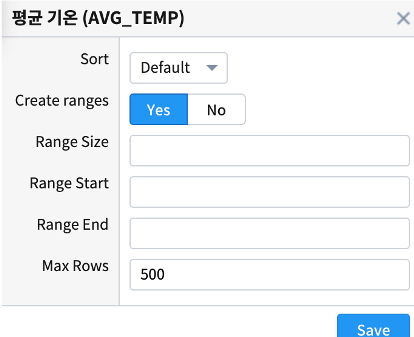 평균 기온 (AVG_TEMP)
Sort Default
Create ranges Yes No
Range Size
Range Start
Range End
Max Rows 500
Save